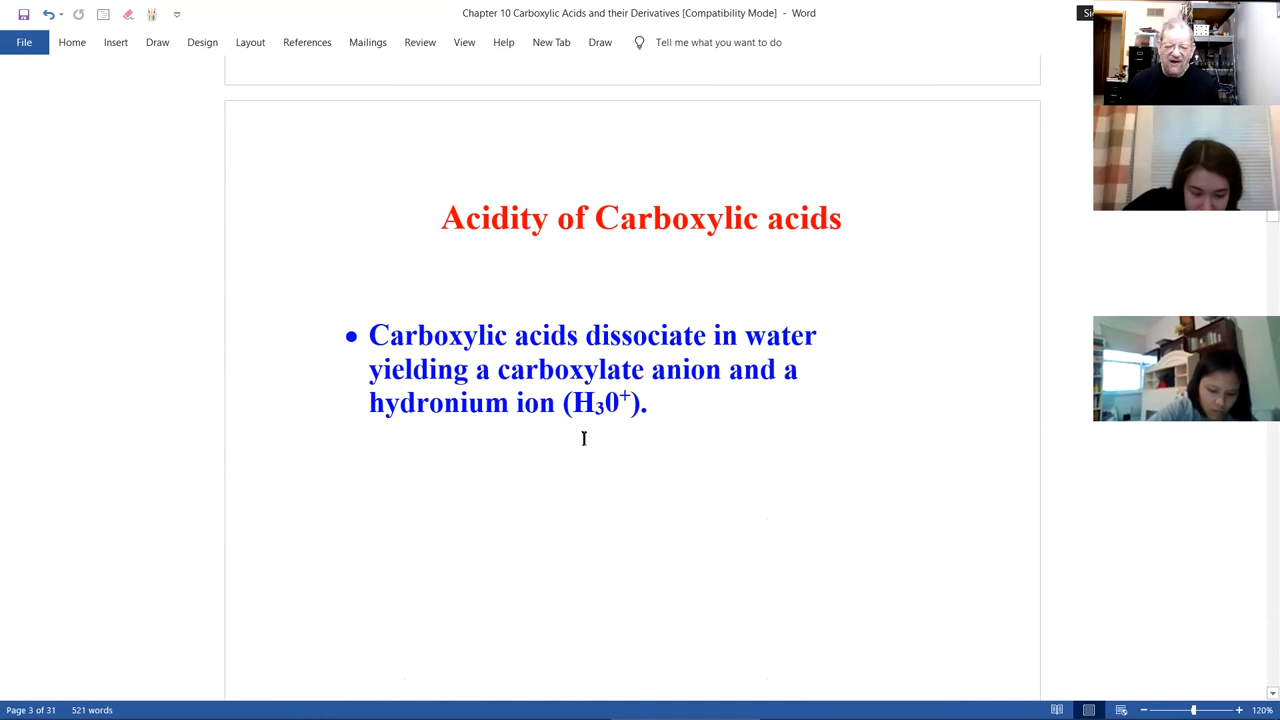 Chapter 10 Carboxylic Acids and their Derivatives [Compatibility Mode] - Word
File Home Insert Draw Design Layout References Mailings Review View Help New Tab Draw Tell me what you want to do
Acidity of Carboxylic acids
• Carboxylic acids dissociate in water
yielding a carboxylate anion and a
hydronium ion (H₃0⁺).
Page 3 of 31 521 words
120%